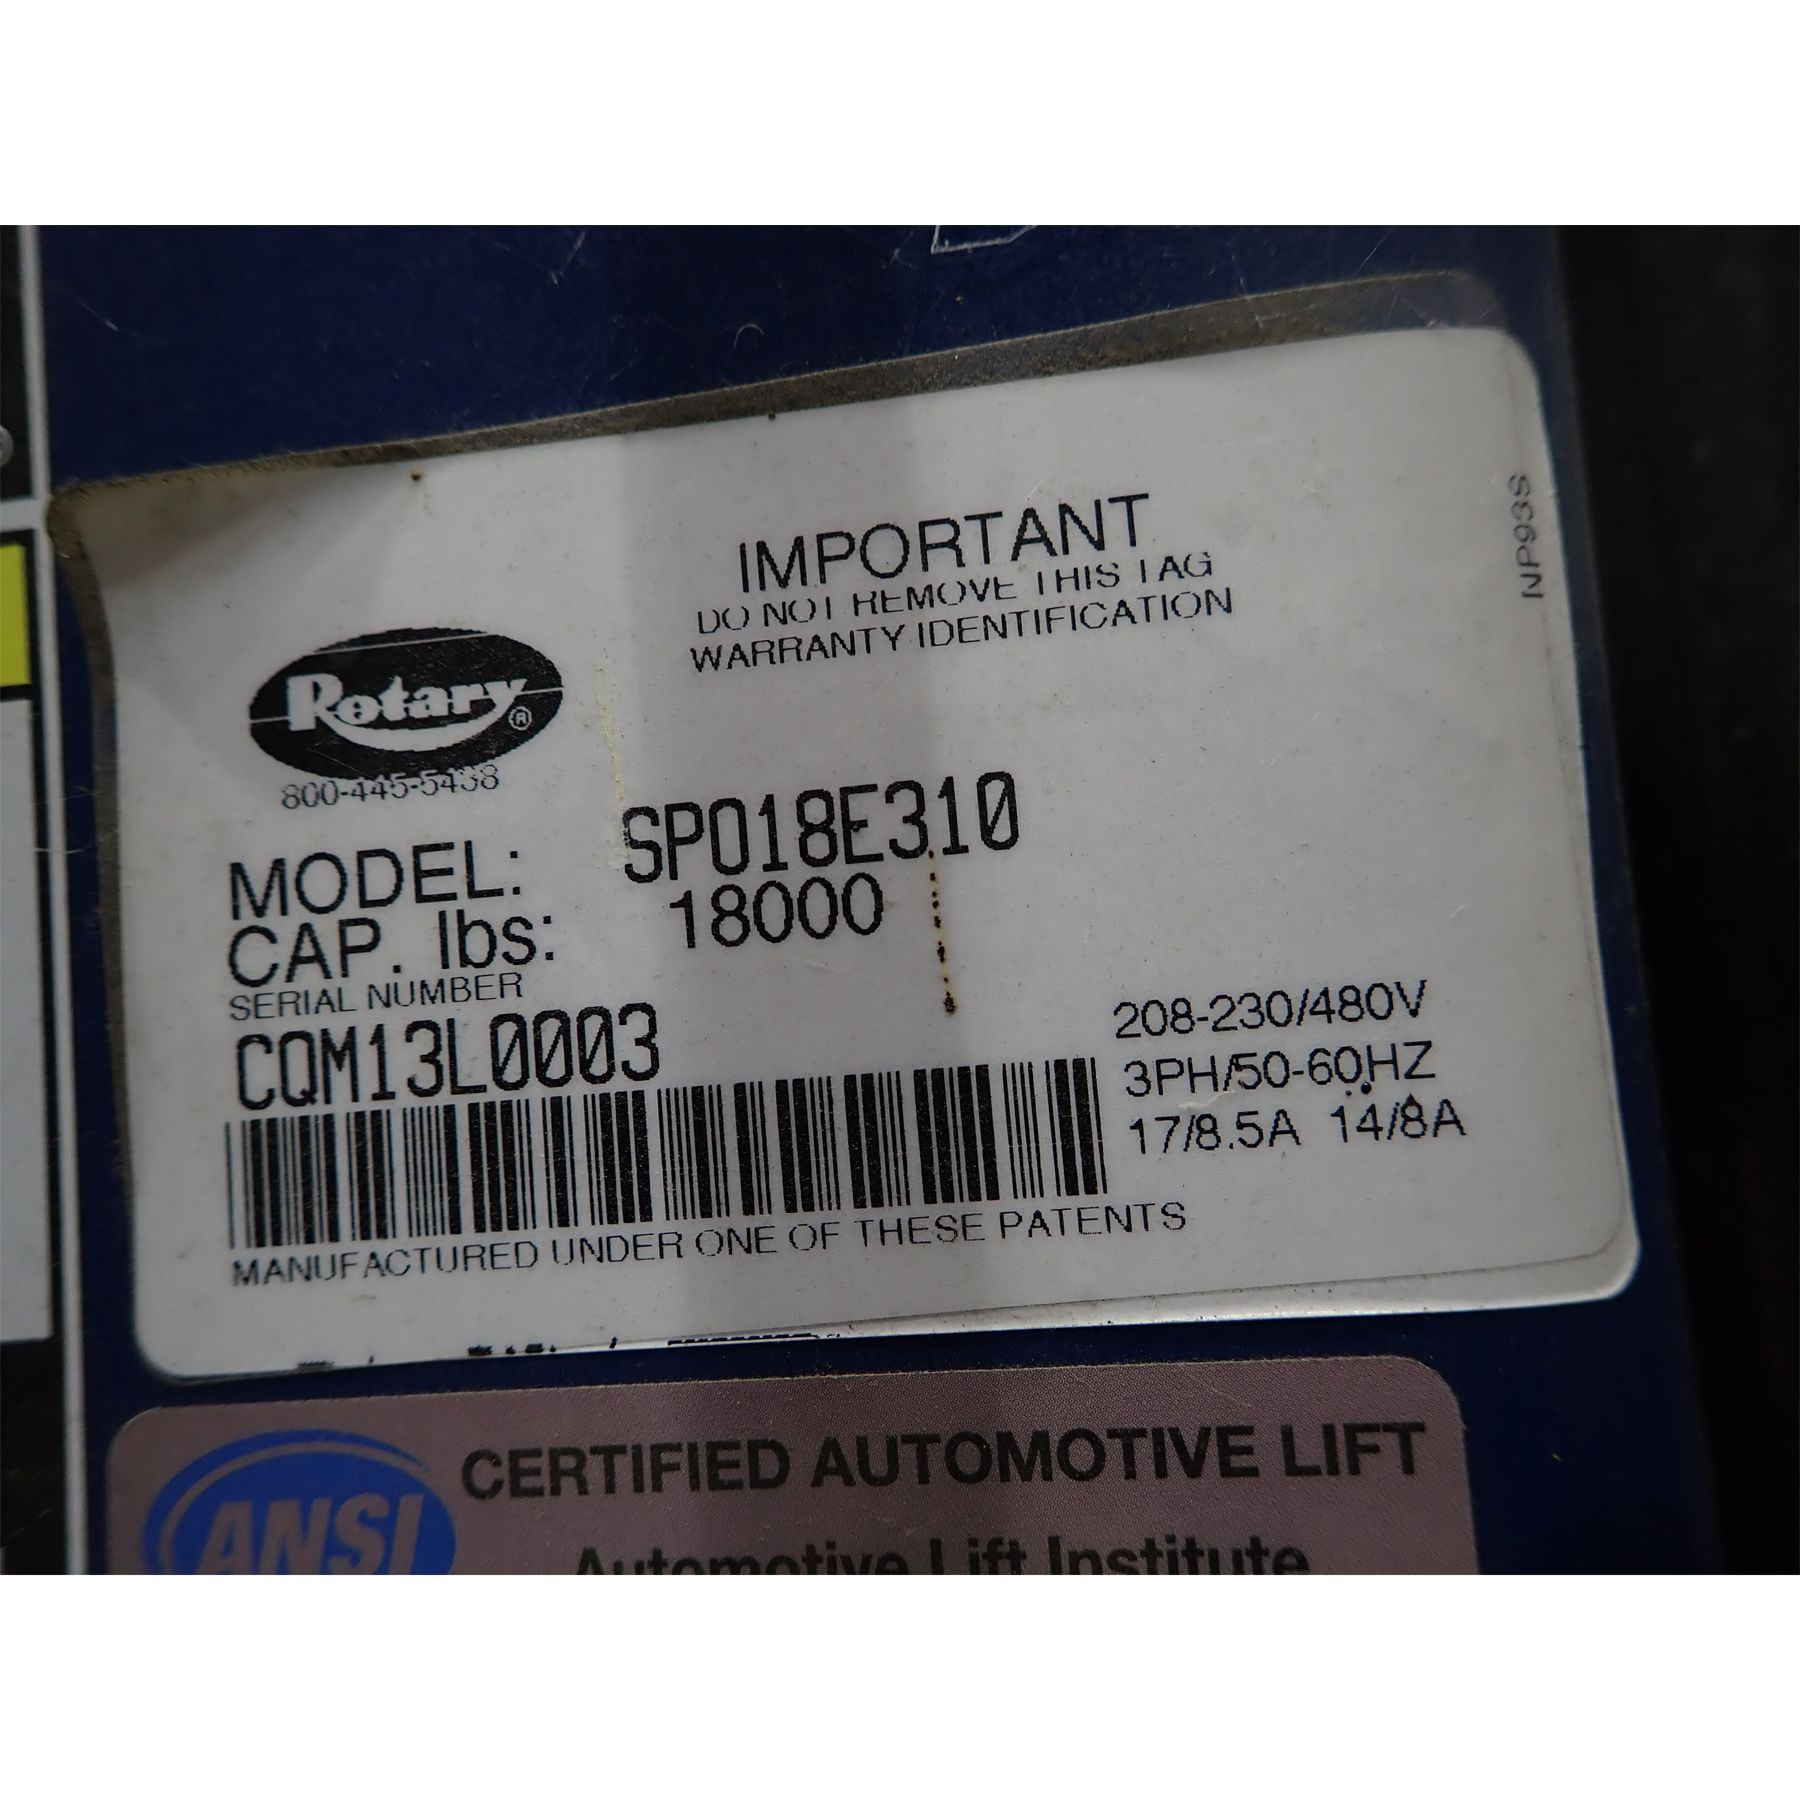 IMPORTANT
DO NOT REMOVE THIS TAG
WARRANTY IDENTIFICATION
NP93S
Rotary®
800-445-5438
MODEL: SPO18E310
CAP. lbs: 18000
SERIAL NUMBER
CQM13L0003
208-230/480V
3PH/50-60HZ
17/8.5A 14/8A
MANUFACTURED UNDER ONE OF THESE PATENTS
ANSI
CERTIFIED AUTOMOTIVE LIFT
Automotive Lift Institute